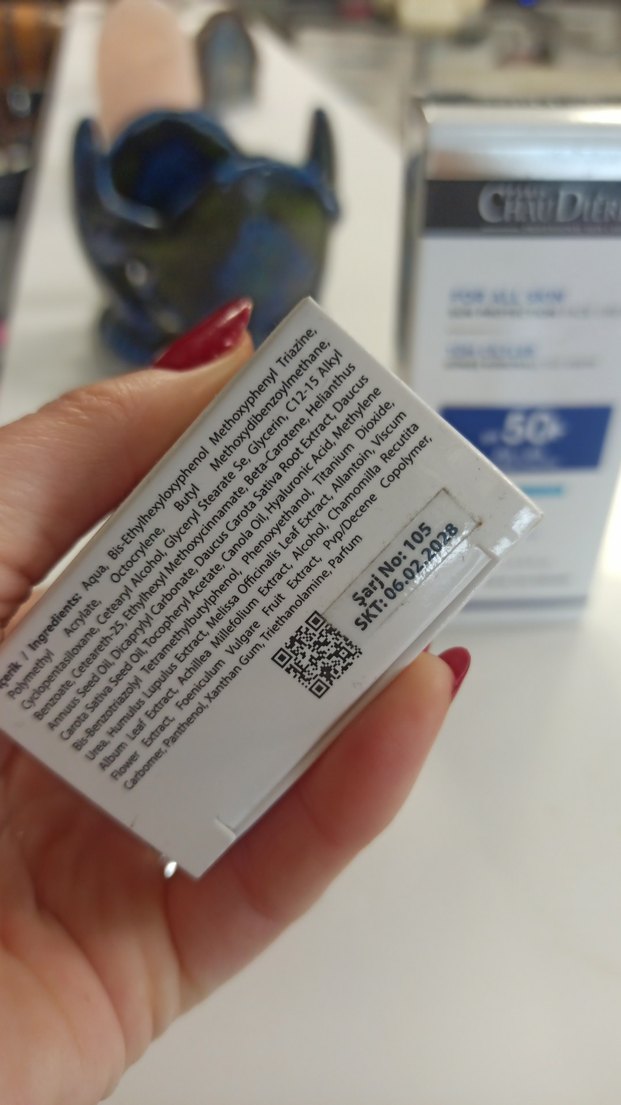 İçerik / Ingredients: Aqua, Bis-Ethylhexyloxyphenol Methoxyphenyl Triazine,
Polymethyl Acrylate, Octocrylene, Butyl Methoxydibenzoylmethane,
Cyclopentasiloxane, Cetearyl Alcohol, Glyceryl Stearate Se, Glycerin, C12-15 Alkyl
Benzoate, Ceteareth-25, Ethylhexyl Methoxycinnamate, Beta-Carotene, Helianthus
Annuus Seed Oil, Dicaprylyl Carbonate, Daucus Carota Sativa Root Extract, Daucus
Carota Sativa Seed Oil, Tocopheryl Acetate, Canola Oil, Hyaluronic Acid, Methylene
Bis-Benzotriazolyl Tetramethylbutylphenol, Phenoxyethanol, Titanium Dioxide,
Urea, Humulus Lupulus Extract, Melissa Officinalis Leaf Extract, Allantoin, Viscum
Album Leaf Extract, Achillea Millefolium Extract, Alcohol, Chamomilla Recutita
Flower Extract, Foeniculum Vulgare Fruit Extract, Pvp/Decene Copolymer,
Carbomer, Panthenol, Xanthan Gum, Triethanolamine, Parfum
Şarj No: 105
SKT: 06.02.2028
CHAUDIÈR
FOR ALL SKIN
50+